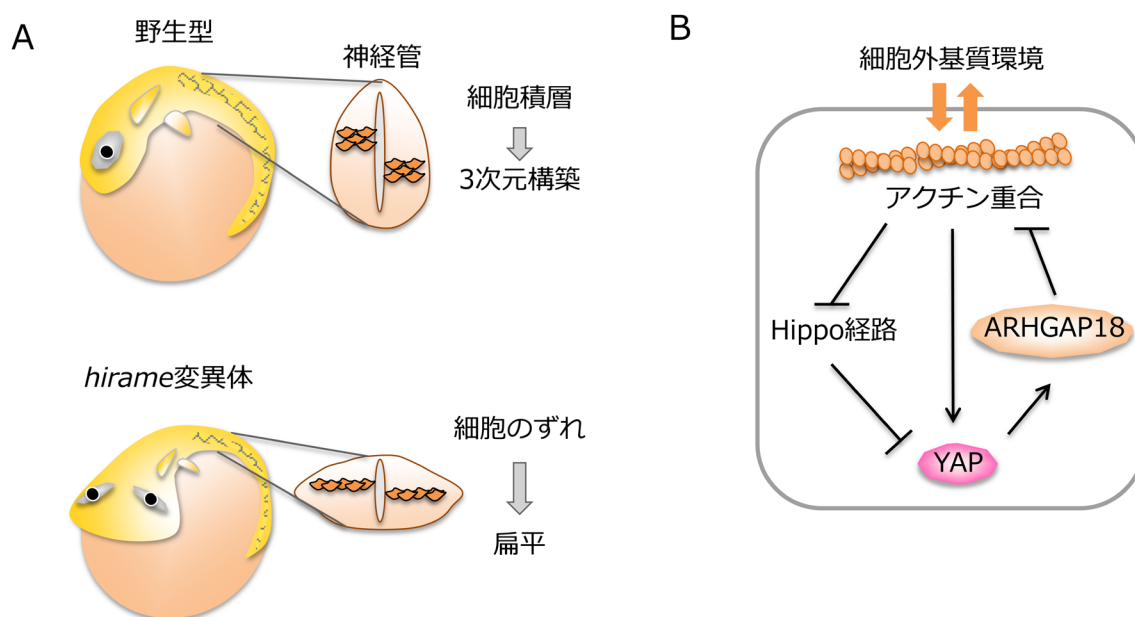 A
野生型
神経管
細胞積層
3次元構築
hirame変異体
細胞のずれ
扁平
B
細胞外基質環境
アクチン重合
Hippo経路
ARHGAP18
YAP